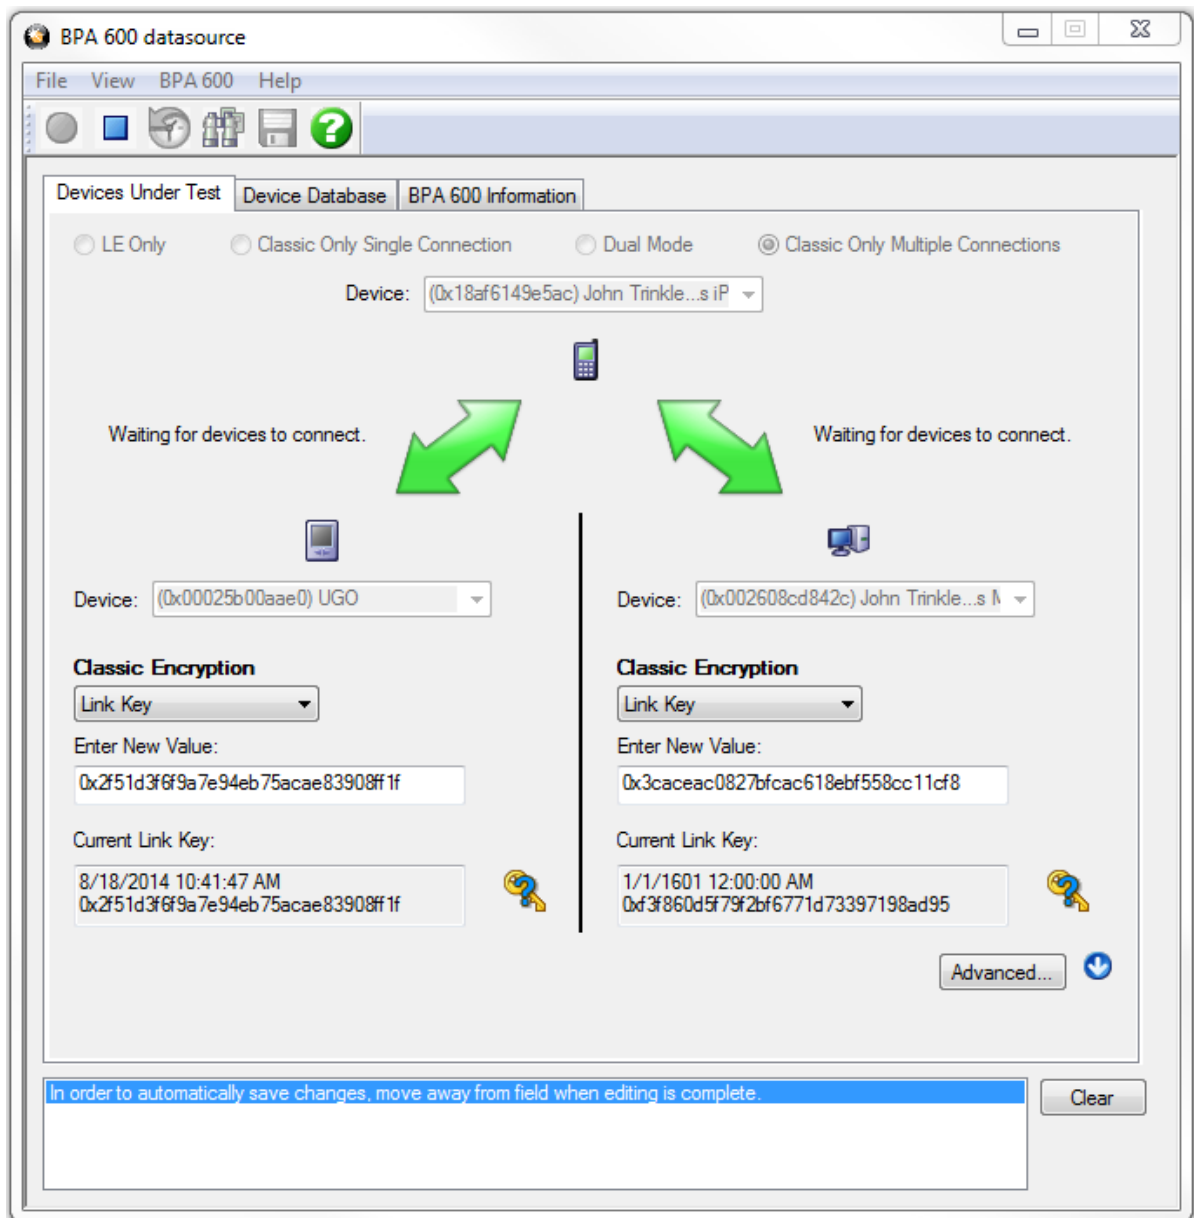 BPA 600 datasource
File View BPA 600 Help
Devices Under Test Device Database BPA 600 Information
LE Only Classic Only Single Connection Dual Mode Classic Only Multiple Connections
Device: (0x18af6149e5ac) John Trinkle...s iP
Waiting for devices to connect. Waiting for devices to connect.
Device: (0x00025b00aae0) UGO Device: (0x002608cd842c) John Trinkle...s M
Classic Encryption Classic Encryption
Link Key Link Key
Enter New Value: Enter New Value:
0x2f51d3f6f9a7e94eb75acae83908ff1f 0x3caceac0827bfcac618ebf558cc11cf8
Current Link Key: Current Link Key:
8/18/2014 10:41:47 AM 1/1/1601 12:00:00 AM
0x2f51d3f6f9a7e94eb75acae83908ff1f 0xf3f860d5f79f2bf6771d73397198ad95
Advanced...
In order to automatically save changes, move away from field when editing is complete.
Clear